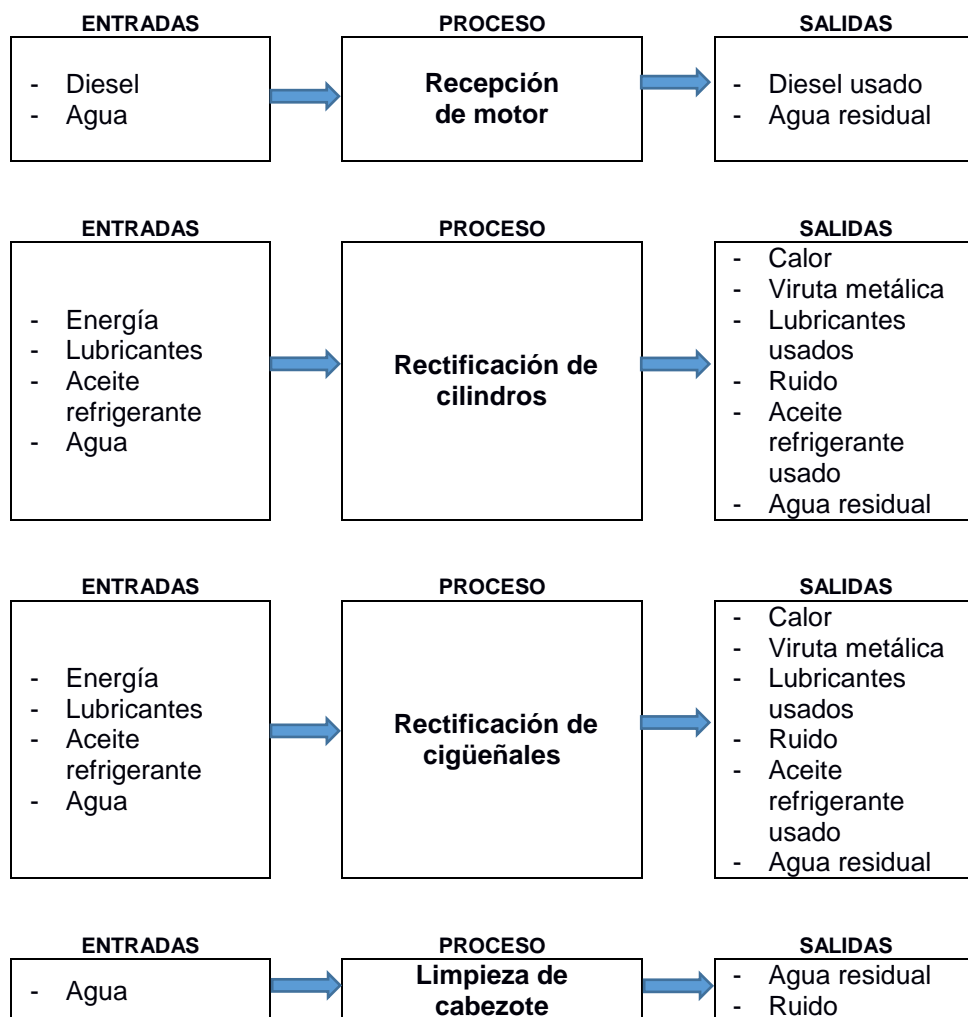 ENTRADAS
PROCESO
SALIDAS
- Diesel
- Agua
Recepción
de motor
- Diesel usado
- Agua residual
ENTRADAS
PROCESO
SALIDAS
- Energía
- Lubricantes
- Aceite
refrigerante
- Agua
Rectificación de
cilindros
- Calor
- Viruta metálica
- Lubricantes
usados
- Ruido
- Aceite
refrigerante
usado
- Agua residual
ENTRADAS
PROCESO
SALIDAS
- Energía
- Lubricantes
- Aceite
refrigerante
- Agua
Rectificación de
cigüeñales
- Calor
- Viruta metálica
- Lubricantes
usados
- Ruido
- Aceite
refrigerante
usado
- Agua residual
ENTRADAS
PROCESO
SALIDAS
- Agua
Limpieza de
cabezote
- Agua residual
- Ruido